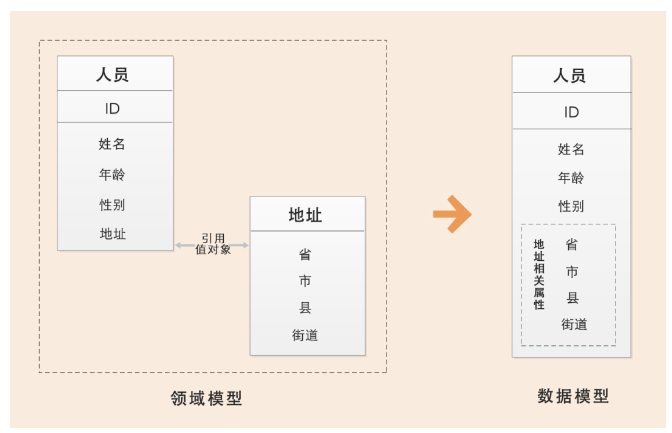 人员
ID
姓名
年龄
性别
地址
引用
值对象
地址
省
市
县
街道
领域模型
人员
ID
姓名
年龄
性别
地址相关属性
省
市
县
街道
数据模型